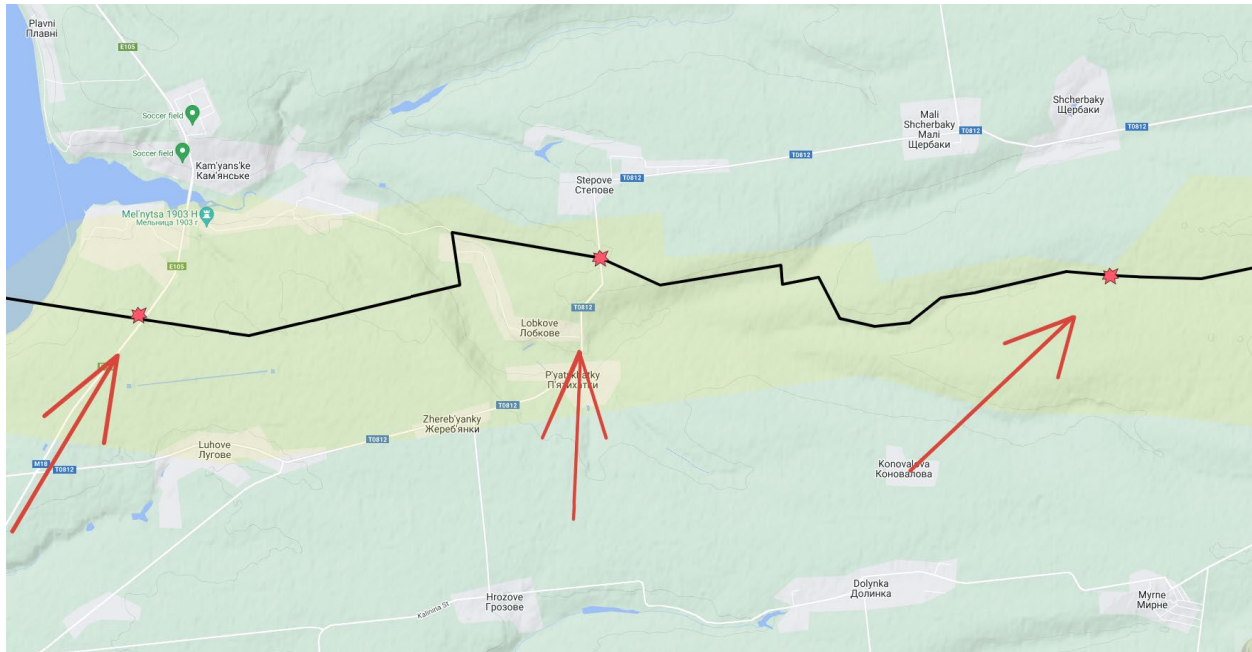 Plavni
Плавні
E105
Soccer field
Soccer field
Kam'yans'ke
Кам'янське
Mel'nytsa 1903 H
Мельница 1903 г
E105
Stepove
Степове
T0812
T0812
Mali
Shcherbaky
Малі
Щербаки
T0812
Shcherbaky
Щербаки
T0812
T0812
Lobkove
Лобкове
P'yatykhatky
П'ятихатки
T0812
Zhereb'yanky
Жереб'янки
T0812
Luhove
Лугове
M18
T0812
Konovalova
Коновалова
Hrozove
Грозове
Kalinina St
Dolynka
Долинка
Myrne
Мирне